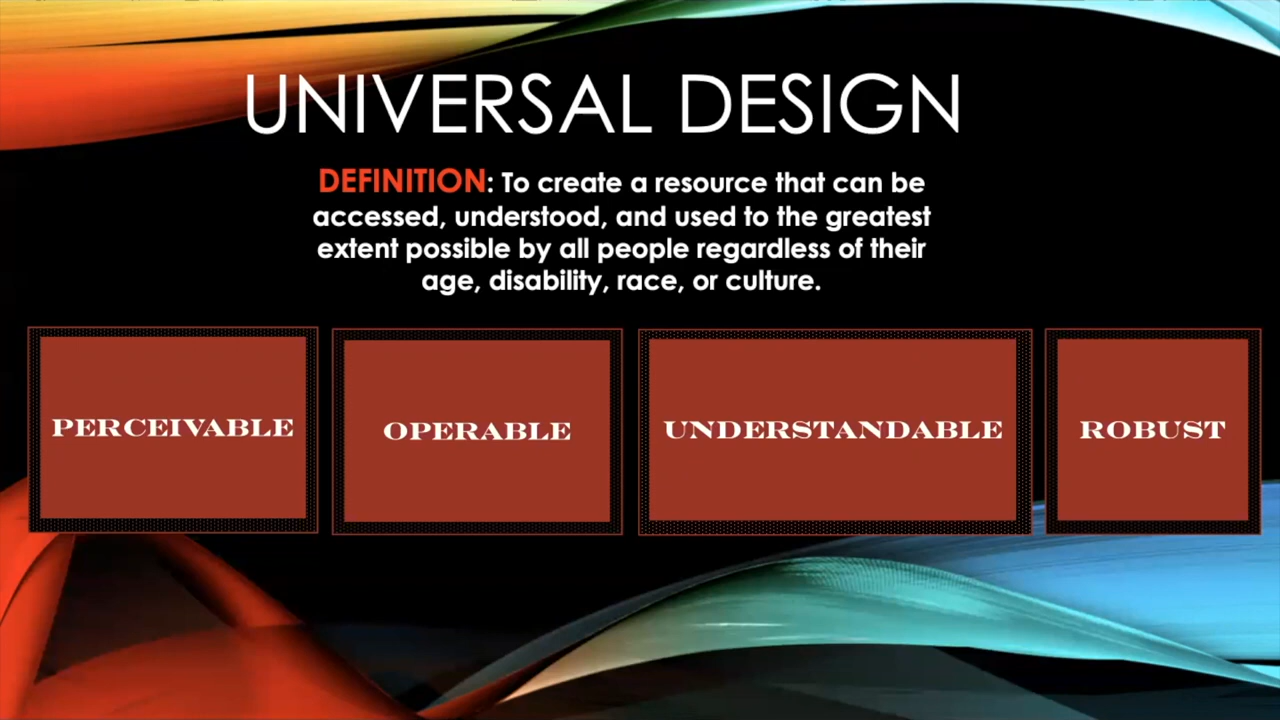 UNIVERSAL DESIGN
DEFINITION: To create a resource that can be
accessed, understood, and used to the greatest
extent possible by all people regardless of their
age, disability, race, or culture.
PERCEIVABLE
OPERABLE
UNDERSTANDABLE
ROBUST